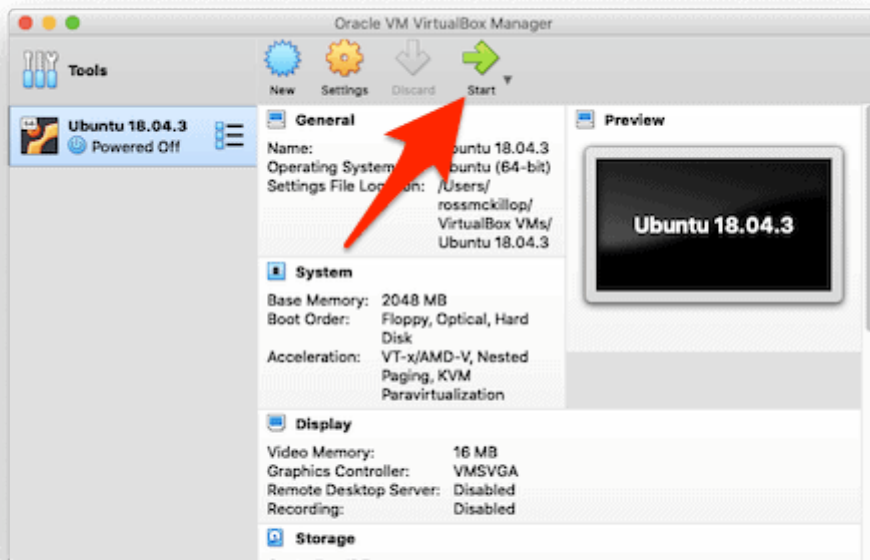 Oracle VM VirtualBox Manager
Tools
New Settings Discard Start
Ubuntu 18.04.3
Powered Off
General
Name: buntu 18.04.3
Operating System buntu (64-bit)
Settings File Lo on: /Users/
rossmckillop/
VirtualBox VMs/
Ubuntu 18.04.3
Preview
Ubuntu 18.04.3
System
Base Memory: 2048 MB
Boot Order: Floppy, Optical, Hard
Disk
Acceleration: VT-x/AMD-V, Nested
Paging, KVM
Paravirtualization
Display
Video Memory: 16 MB
Graphics Controller: VMSVGA
Remote Desktop Server: Disabled
Recording: Disabled
Storage